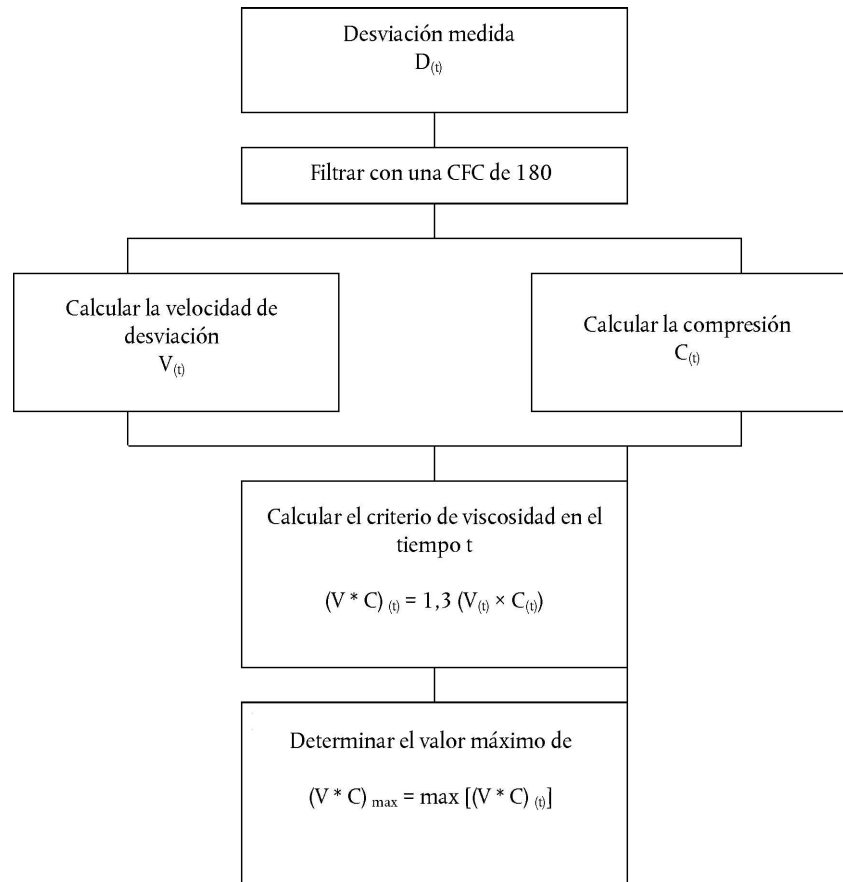 Desviación medida
D(t)
Filtrar con una CFC de 180
Calcular la velocidad de
desviación
V(t)
Calcular la compresión
C(t)
Calcular el criterio de viscosidad en el
tiempo t
(V * C) (t) = 1,3 (V(t) × C(t))
Determinar el valor máximo de
(V * C) max = max [(V * C) (t)]